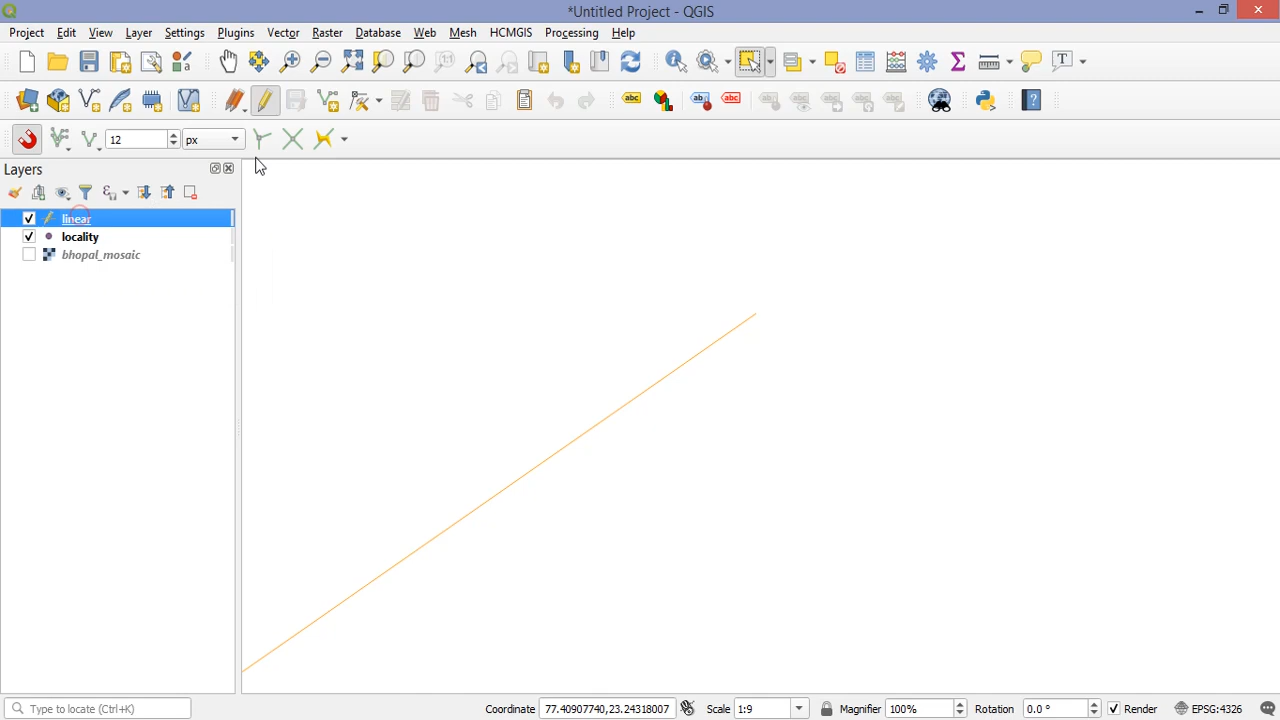 *Untitled Project - QGIS
Project Edit View Layer Settings Plugins Vector Raster Database Web Mesh HCMGIS Processing Help
12 px
Layers
linear
locality
bhopal_mosaic
Type to locate (Ctrl+K) Coordinate 77.40907740,23.24318007 Scale 1:9 Magnifier 100% Rotation 0.0 ° Render EPSG:4326